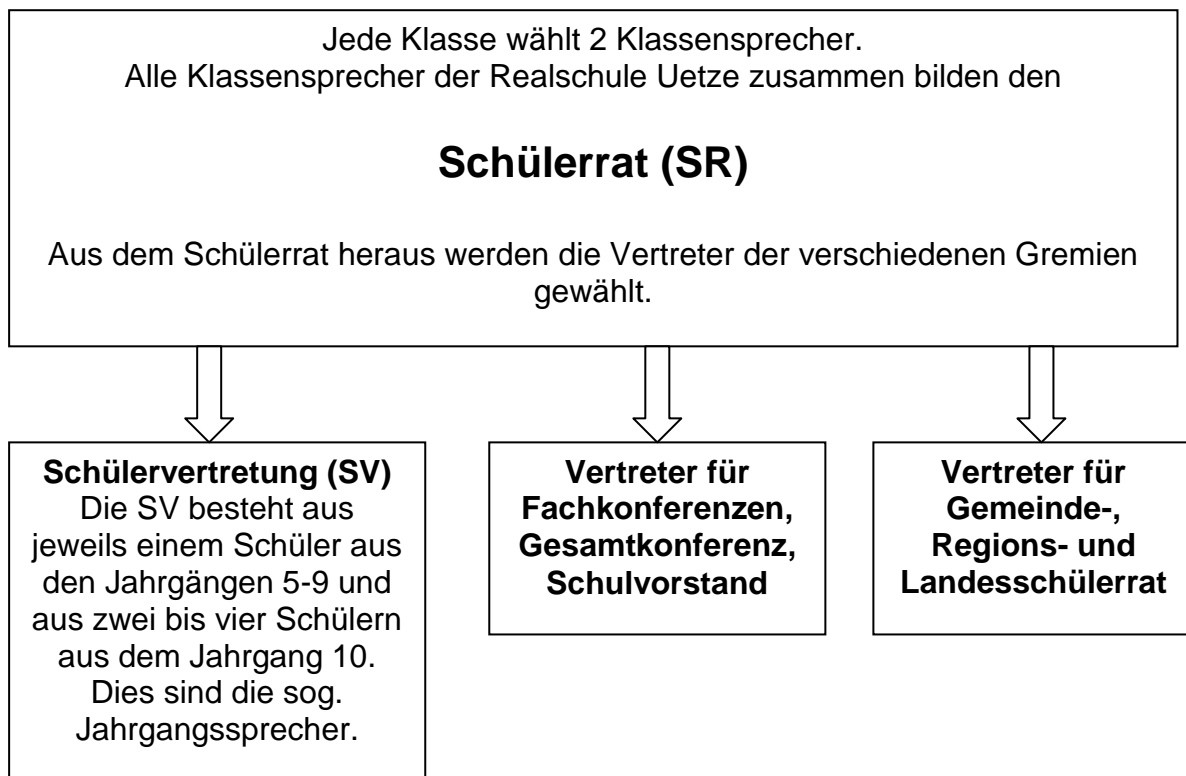 Jede Klasse wählt 2 Klassensprecher.
Alle Klassensprecher der Realschule Uetze zusammen bilden den
Schülerrat (SR)
Aus dem Schülerrat heraus werden die Vertreter der verschiedenen Gremien
gewählt.
Schülervertretung (SV)
Die SV besteht aus
jeweils einem Schüler aus
den Jahrgängen 5-9 und
aus zwei bis vier Schülern
aus dem Jahrgang 10.
Dies sind die sog.
Jahrgangssprecher.
Vertreter für
Fachkonferenzen,
Gesamtkonferenz,
Schulvorstand
Vertreter für
Gemeinde-,
Regions- und
Landesschülerrat